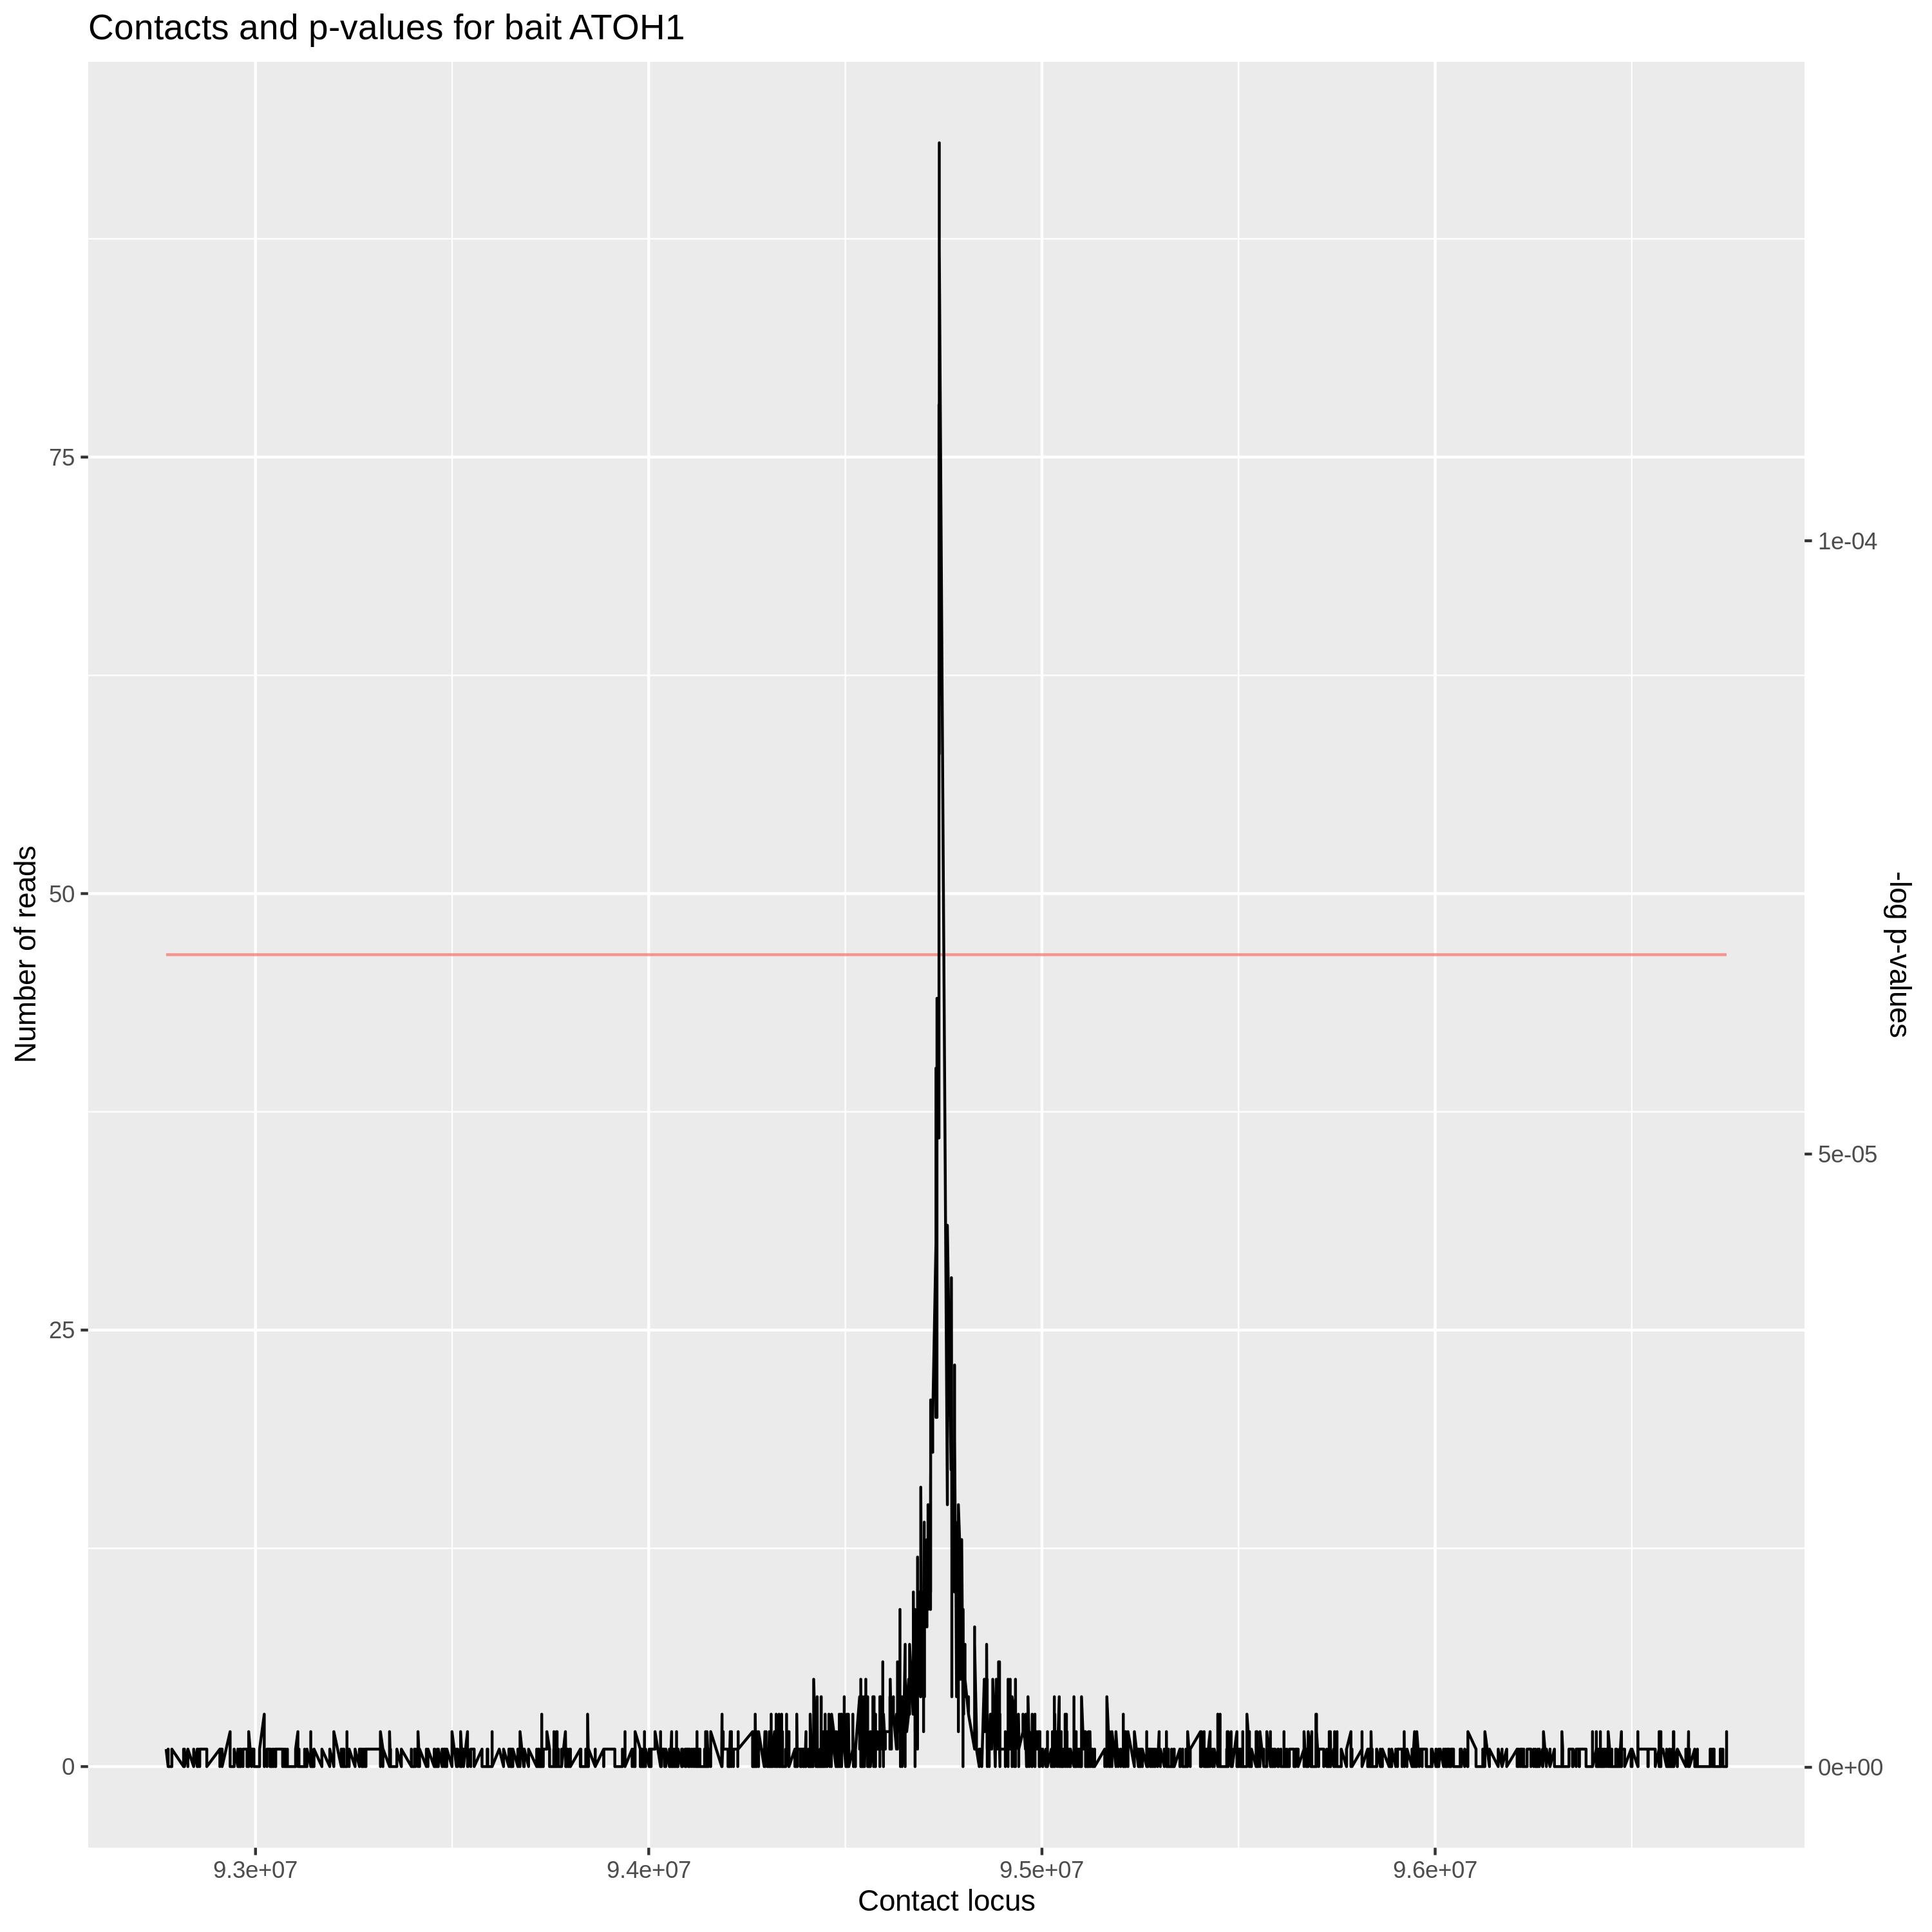 Contacts and p-values for bait ATOH1
75
50
25
0
Number of reads
1e-04
5e-05
0e+00
-log p-values
9.3e+07
9.4e+07
9.5e+07
9.6e+07
Contact locus